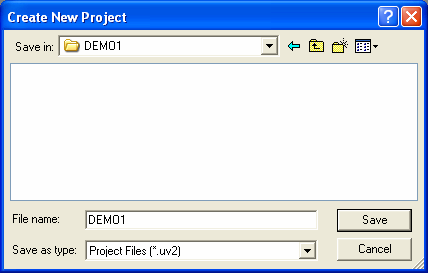 Create New Project
Save in: DEMO1
File name: DEMO1 Save
Save as type: Project Files (*.uv2) Cancel